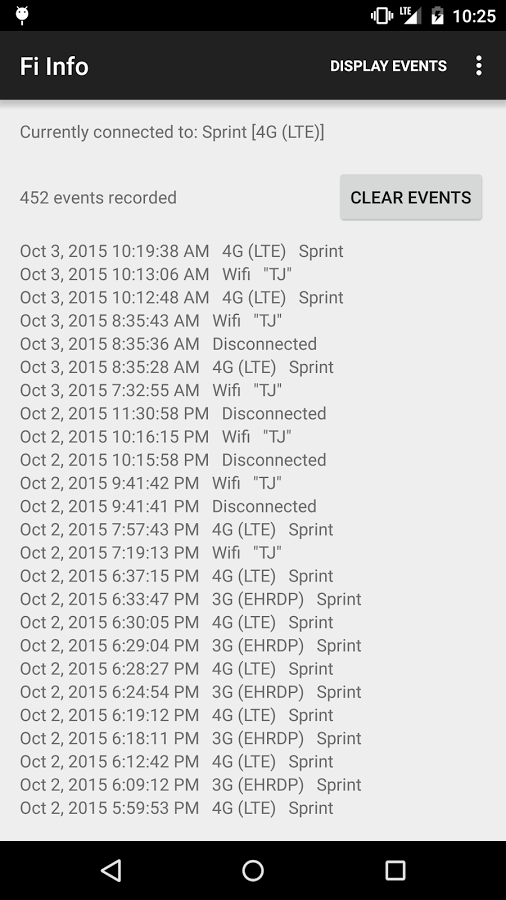 LTE 10:25
Fi Info DISPLAY EVENTS
Currently connected to: Sprint [4G (LTE)]
452 events recorded CLEAR EVENTS
Oct 3, 2015 10:19:38 AM 4G (LTE) Sprint
Oct 3, 2015 10:13:06 AM Wifi "TJ"
Oct 3, 2015 10:12:48 AM 4G (LTE) Sprint
Oct 3, 2015 8:35:43 AM Wifi "TJ"
Oct 3, 2015 8:35:36 AM Disconnected
Oct 3, 2015 8:35:28 AM 4G (LTE) Sprint
Oct 3, 2015 7:32:55 AM Wifi "TJ"
Oct 2, 2015 11:30:58 PM Disconnected
Oct 2, 2015 10:16:15 PM Wifi "TJ"
Oct 2, 2015 10:15:58 PM Disconnected
Oct 2, 2015 9:41:42 PM Wifi "TJ"
Oct 2, 2015 9:41:41 PM Disconnected
Oct 2, 2015 7:57:43 PM 4G (LTE) Sprint
Oct 2, 2015 7:19:13 PM Wifi "TJ"
Oct 2, 2015 6:37:15 PM 4G (LTE) Sprint
Oct 2, 2015 6:33:47 PM 3G (EHRDP) Sprint
Oct 2, 2015 6:30:05 PM 4G (LTE) Sprint
Oct 2, 2015 6:29:04 PM 3G (EHRDP) Sprint
Oct 2, 2015 6:28:27 PM 4G (LTE) Sprint
Oct 2, 2015 6:24:54 PM 3G (EHRDP) Sprint
Oct 2, 2015 6:19:12 PM 4G (LTE) Sprint
Oct 2, 2015 6:18:11 PM 3G (EHRDP) Sprint
Oct 2, 2015 6:12:42 PM 4G (LTE) Sprint
Oct 2, 2015 6:09:12 PM 3G (EHRDP) Sprint
Oct 2, 2015 5:59:53 PM 4G (LTE) Sprint